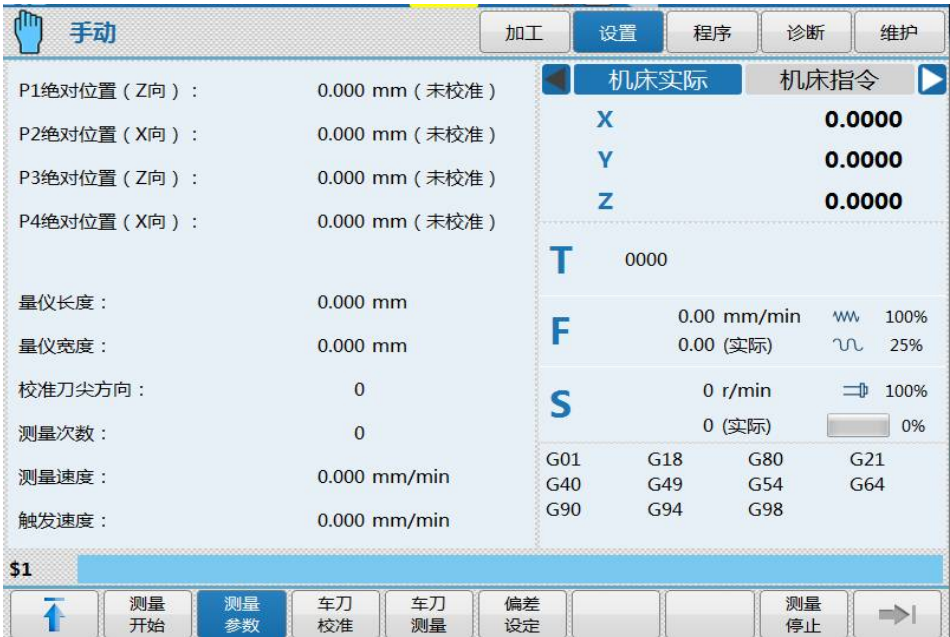 手动
加工 设置 程序 诊断 维护
P1绝对位置（Z向）： 0.000 mm（未校准）
P2绝对位置（X向）： 0.000 mm（未校准）
P3绝对位置（Z向）： 0.000 mm（未校准）
P4绝对位置（X向）： 0.000 mm（未校准）
量仪长度： 0.000 mm
量仪宽度： 0.000 mm
校准刀尖方向： 0
测量次数： 0
测量速度： 0.000 mm/min
触发速度： 0.000 mm/min
机床实际 机床指令
X 0.0000
Y 0.0000
Z 0.0000
T 0000
F 0.00 mm/min 100%
0.00 (实际) 25%
S 0 r/min 100%
0 (实际) 0%
G01 G18 G80 G21
G40 G49 G54 G64
G90 G94 G98
$1
测量开始 测量参数 车刀校准 车刀测量 偏差设定 测量停止